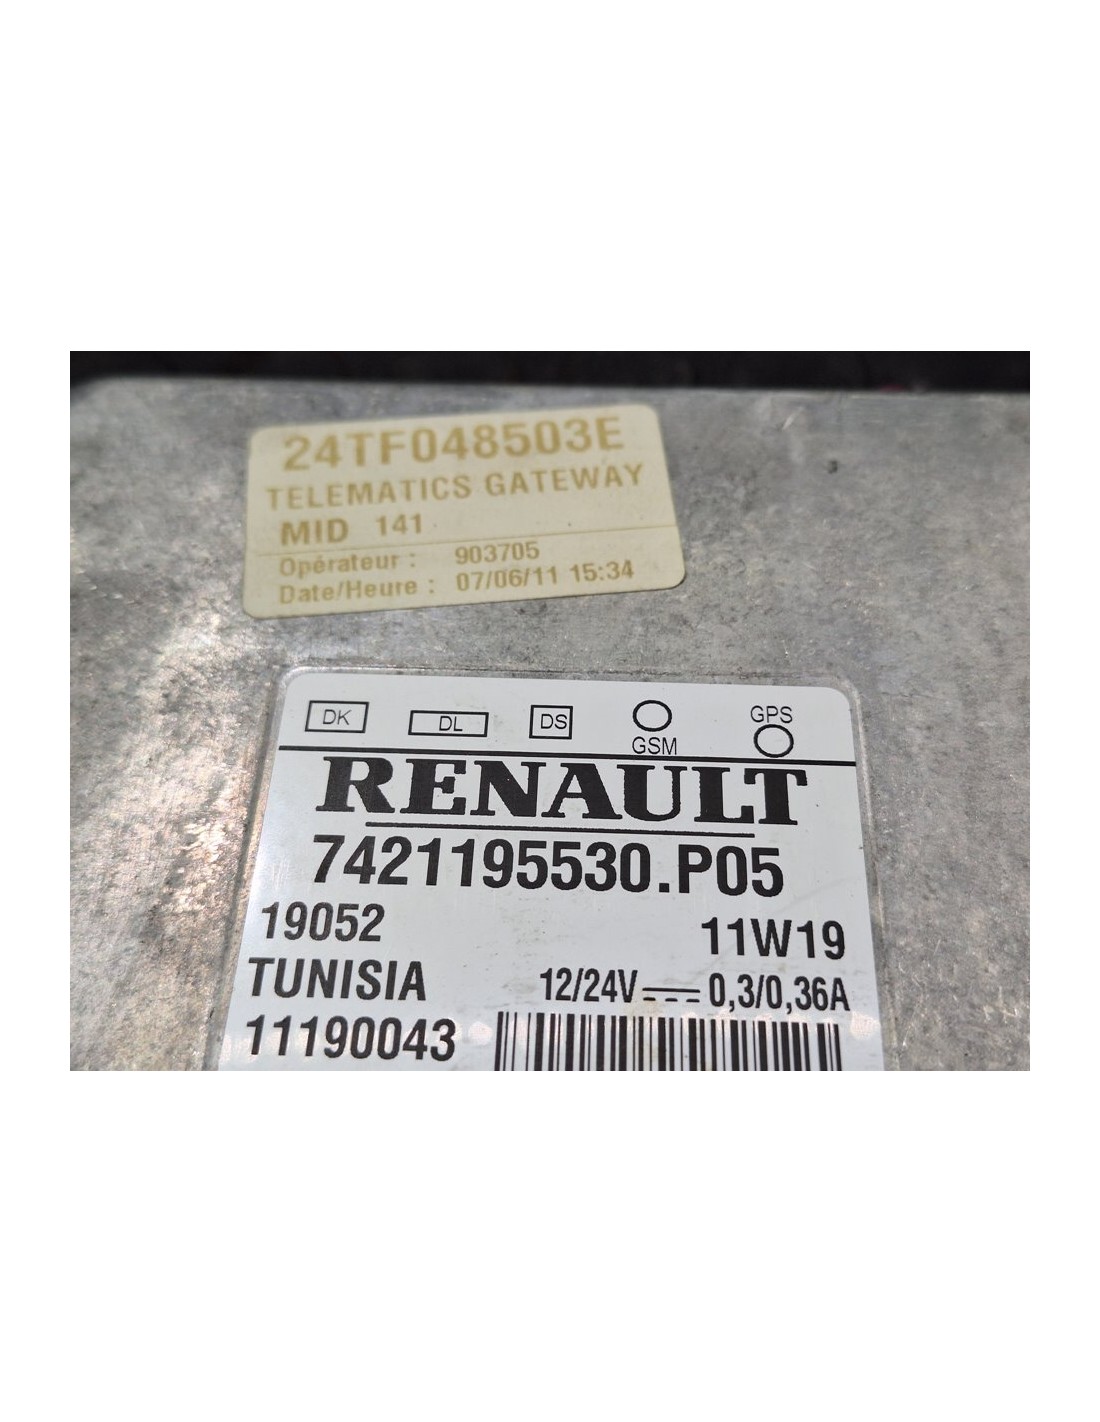 24TF048503E
TELEMATICS GATEWAY
MID 141
Opérateur : 903705
Date/Heure : 07/06/11 15:34
DK DL DS GSM GPS
RENAULT
7421195530.P05
19052 11W19
TUNISIA 12/24V 0,3/0,36A
11190043